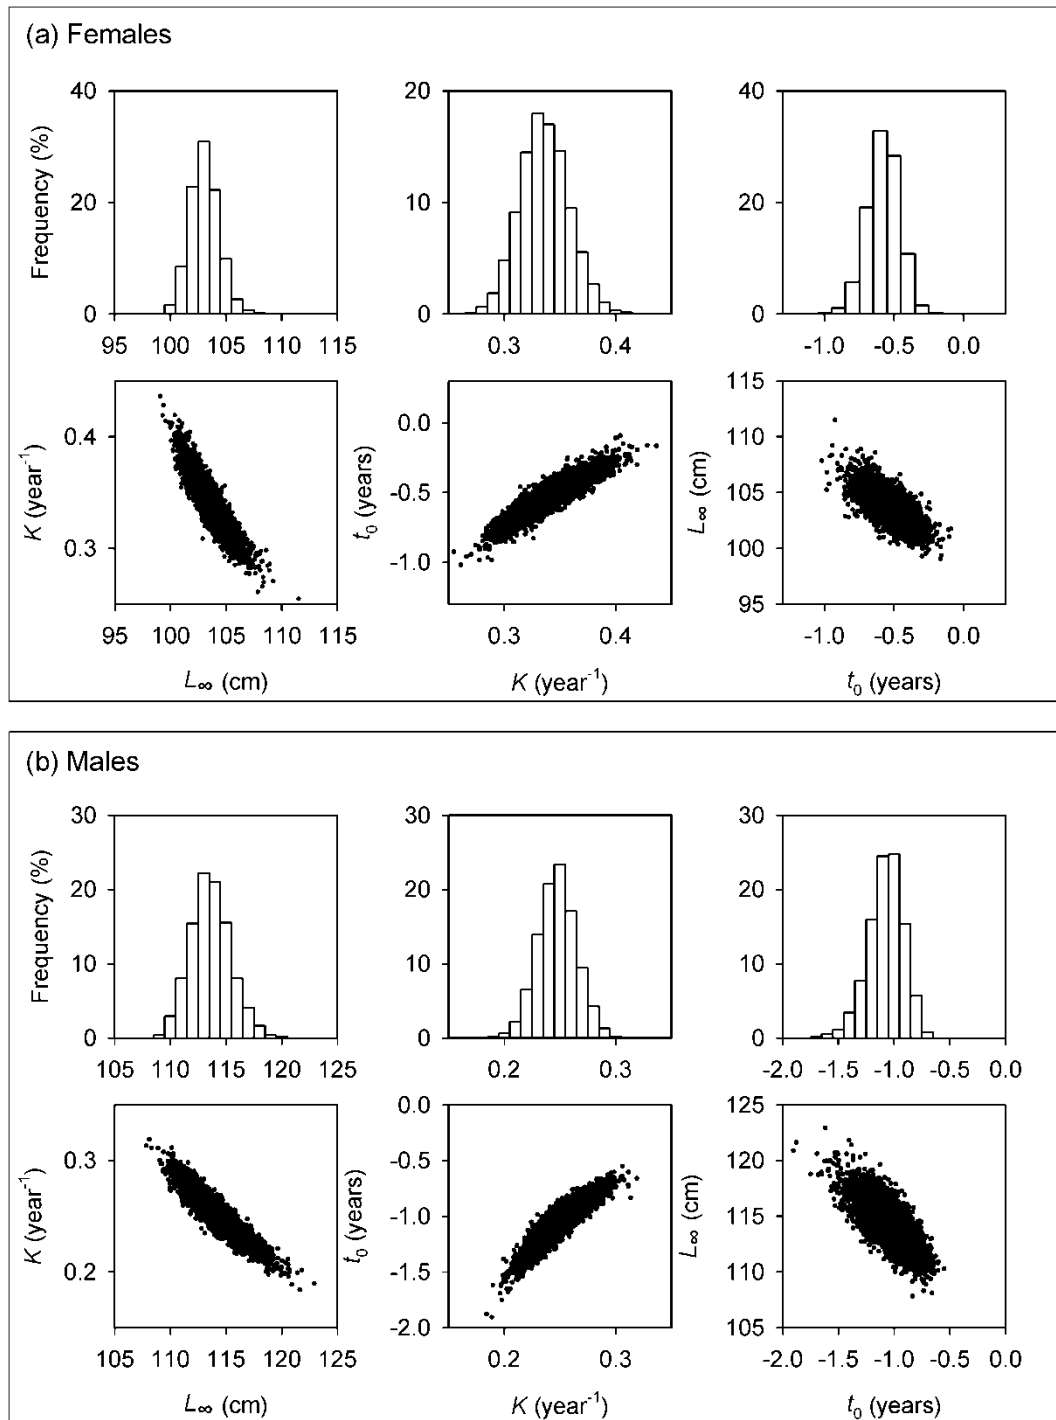 (a) Females
40
20
0
Frequency (%)
95 100 105 110 115
20
10
0
0.3 0.4
40
20
0
-1.0 -0.5 0.0
0.4
0.3
K (year⁻¹)
95 100 105 110 115
L∞ (cm)
0.0
-0.5
-1.0
t₀ (years)
0.3 0.4
K (year⁻¹)
115
110
105
100
95
L∞ (cm)
-1.0 -0.5 0.0
t₀ (years)
(b) Males
30
20
10
0
Frequency (%)
105 110 115 120 125
30
20
10
0
0.2 0.3
30
20
10
0
-2.0 -1.5 -1.0 -0.5 0.0
0.3
0.2
K (year⁻¹)
105 110 115 120 125
L∞ (cm)
0.0
-0.5
-1.0
-1.5
-2.0
t₀ (years)
0.2 0.3
K (year⁻¹)
125
120
115
110
105
L∞ (cm)
-2.0 -1.5 -1.0 -0.5 0.0
t₀ (years)